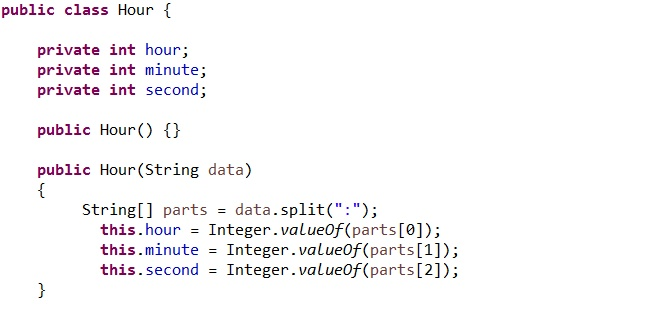 public class Hour {
private int hour;
private int minute;
private int second;
public Hour() {}
public Hour(String data)
{
String[] parts = data.split(":");
this.hour = Integer.valueOf(parts[0]);
this.minute = Integer.valueOf(parts[1]);
this.second = Integer.valueOf(parts[2]);
}